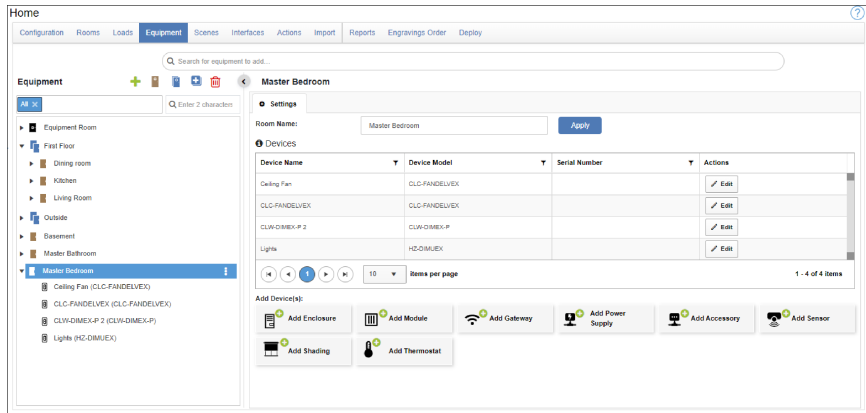 Home
Configuration Rooms Loads Equipment Scenes Interfaces Actions Import Reports Engravings Order Deploy
Search for equipment to add...
Equipment
All ×
Enter 2 characters
Equipment Room
First Floor
Dining room
Kitchen
Living Room
Outside
Basement
Master Bathroom
Master Bedroom
Ceiling Fan (CLC-FANDELVEX)
CLC-FANDELVEX (CLC-FANDELVEX)
CLW-DIMEX-P 2 (CLW-DIMEX-P)
Lights (HZ-DIMUEX)
Master Bedroom
Settings
Room Name: Master Bedroom Apply
Devices
Device Name Device Model Serial Number Actions
Ceiling Fan CLC-FANDELVEX Edit
CLC-FANDELVEX CLC-FANDELVEX Edit
CLW-DIMEX-P 2 CLW-DIMEX-P Edit
Lights HZ-DIMUEX Edit
1 10 items per page 1 - 4 of 4 items
Add Device(s):
Add Enclosure Add Module Add Gateway Add Power Supply Add Accessory Add Sensor
Add Shading Add Thermostat